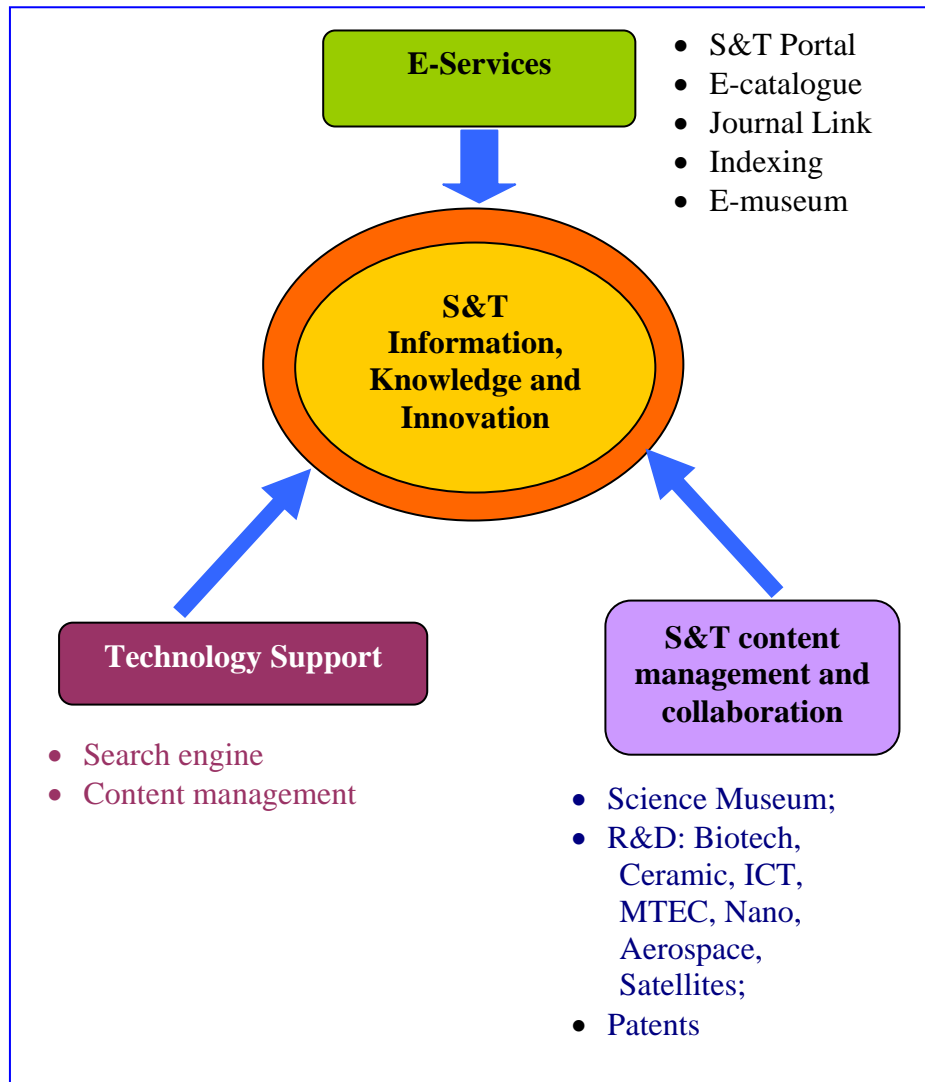 E-Services
• S&T Portal
• E-catalogue
• Journal Link
• Indexing
• E-museum
S&T
Information,
Knowledge and
Innovation
Technology Support
• Search engine
• Content management
S&T content
management and
collaboration
• Science Museum;
• R&D: Biotech,
Ceramic, ICT,
MTEC, Nano,
Aerospace,
Satellites;
• Patents